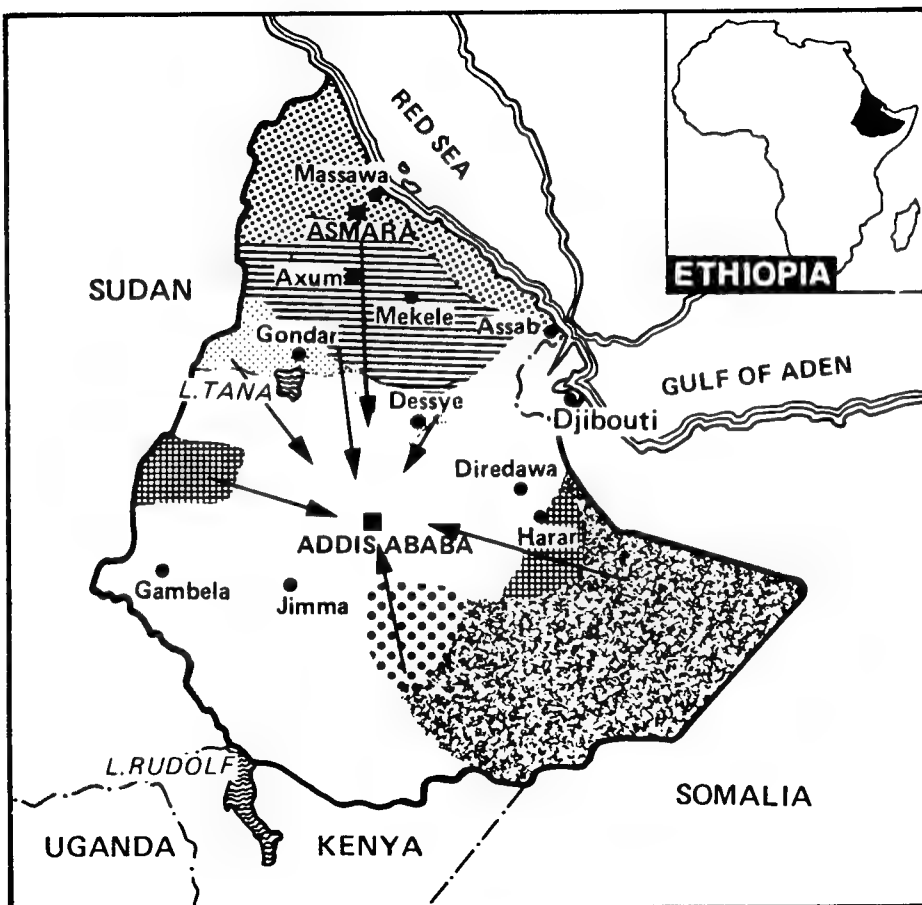 RED SEA
ETHIOPIA
Massawa
ASMARA
SUDAN
Axum
Mekele
Assab
Gondar
GULF OF ADEN
L.TANA
Dessye
Djibouti
Diredawa
Harar
ADDIS ABABA
Gambela
Jimma
L.RUDOLF
SOMALIA
UGANDA
KENYA